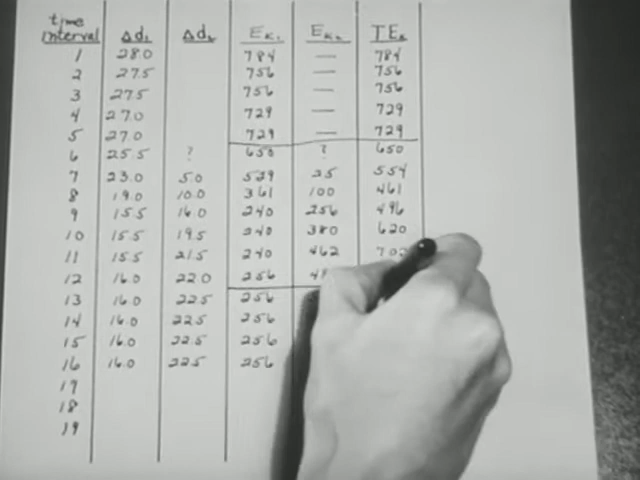 time interval Δd₁ Δd₂ E_K₁ E_K₂ TE_K
1 28.0 784 — 784
2 27.5 756 — 756
3 27.5 756 — 756
4 27.0 729 — 729
5 27.0 729 — 729
6 25.5 ? 650 ? 650
7 23.0 5.0 529 25 554
8 19.0 10.0 361 100 461
9 15.5 16.0 240 256 496
10 15.5 19.5 240 380 620
11 15.5 21.5 240 462 702
12 16.0 22.0 256
13 16.0 22.5 256
14 16.0 22.5 256
15 16.0 22.5 256
16 16.0 22.5 256
19
18
19